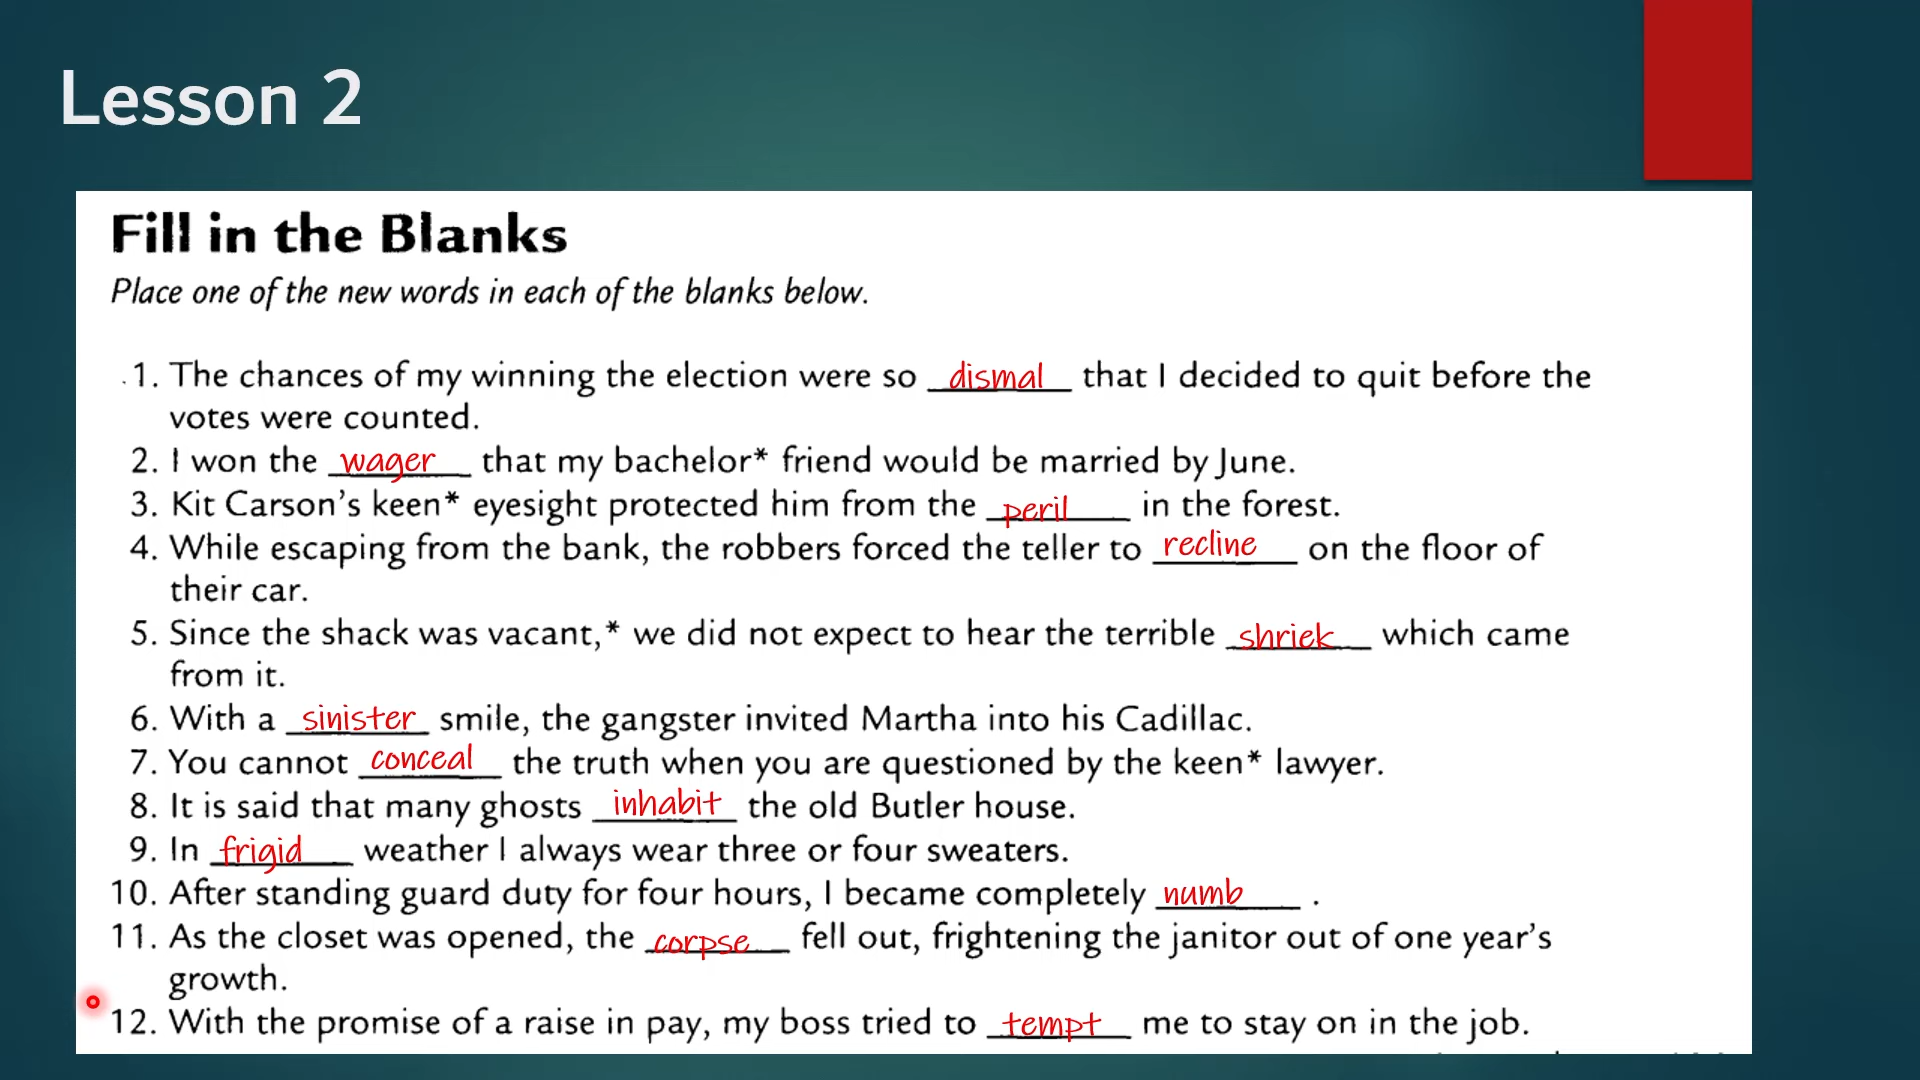 Lesson 2
Fill in the Blanks
Place one of the new words in each of the blanks below.
1. The chances of my winning the election were so dismal that I decided to quit before the
votes were counted.
2. I won the wager that my bachelor* friend would be married by June.
3. Kit Carson's keen* eyesight protected him from the peril in the forest.
4. While escaping from the bank, the robbers forced the teller to recline on the floor of
their car.
5. Since the shack was vacant,* we did not expect to hear the terrible shriek which came
from it.
6. With a sinister smile, the gangster invited Martha into his Cadillac.
7. You cannot conceal the truth when you are questioned by the keen* lawyer.
8. It is said that many ghosts inhabit the old Butler house.
9. In frigid weather I always wear three or four sweaters.
10. After standing guard duty for four hours, I became completely numb .
11. As the closet was opened, the corpse fell out, frightening the janitor out of one year's
growth.
12. With the promise of a raise in pay, my boss tried to tempt me to stay on in the job.